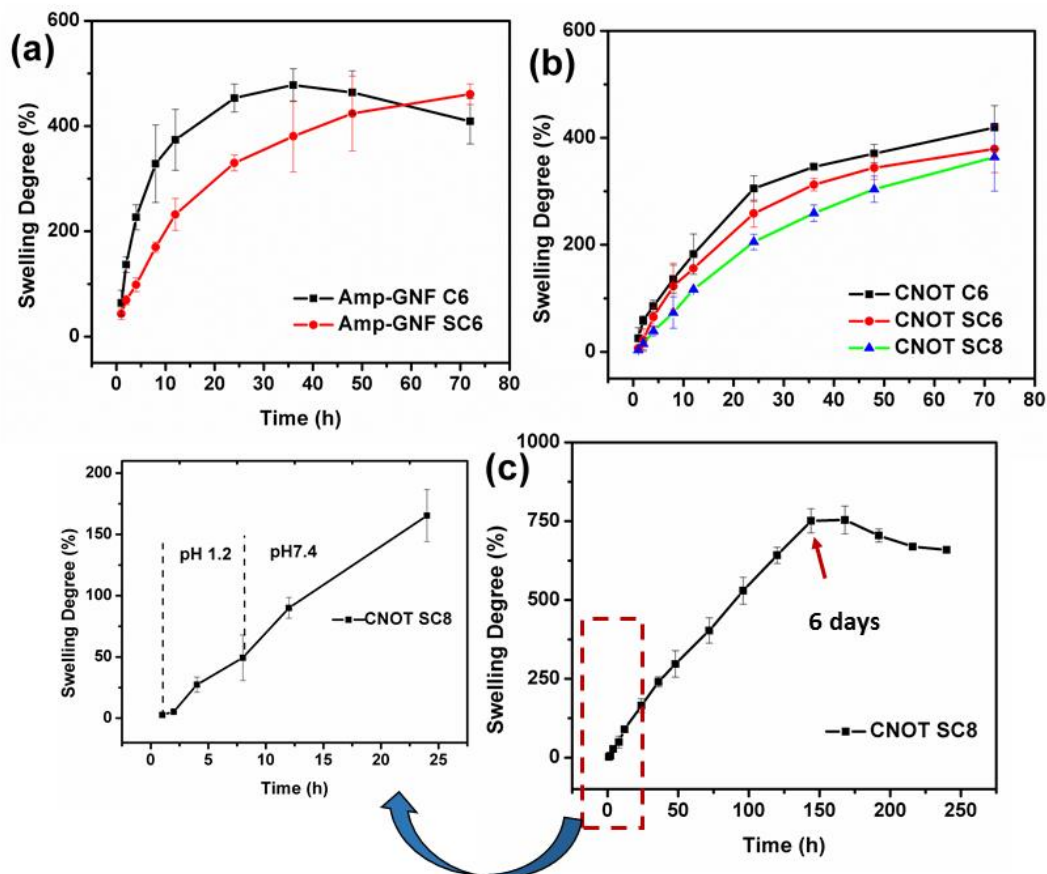 (a)
600
400
200
0
Swelling Degree (%)
Amp-GNF C6
Amp-GNF SC6
0 10 20 30 40 50 60 70 80
Time (h)
(b)
600
400
200
0
Swelling Degree (%)
CNOT C6
CNOT SC6
CNOT SC8
0 10 20 30 40 50 60 70 80
200
150
100
50
0
Swelling Degree (%)
pH 1.2
pH7.4
CNOT SC8
0 5 10 15 20 25
Time (h)
(c)
1000
750
500
250
0
Swelling Degree (%)
6 days
CNOT SC8
0 50 100 150 200 250
Time (h)